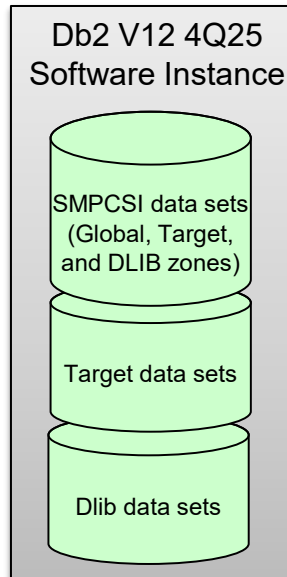 Db2 V12 4Q25
Software Instance
SMPCSI data sets
(Global, Target,
and DLIB zones)
Target data sets
Dlib data sets